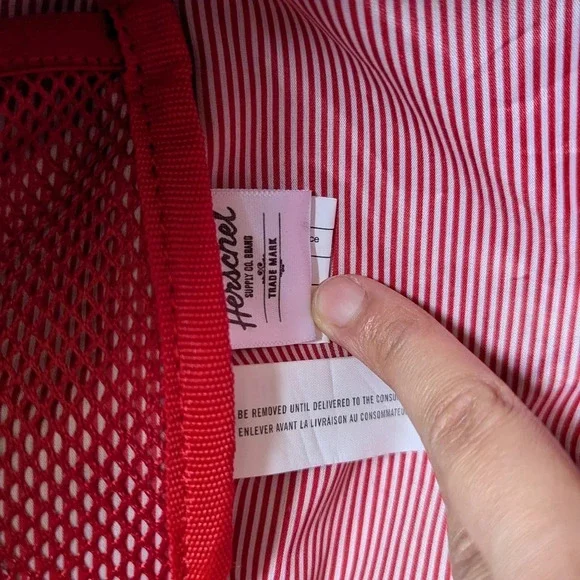 Herschel
SUPPLY CO. BRAND
TRADE MARK
ce
BE REMOVED UNTIL DELIVERED TO THE CONSU
ENLEVER AVANT LA LIVRAISON AU CONSOMMATEU